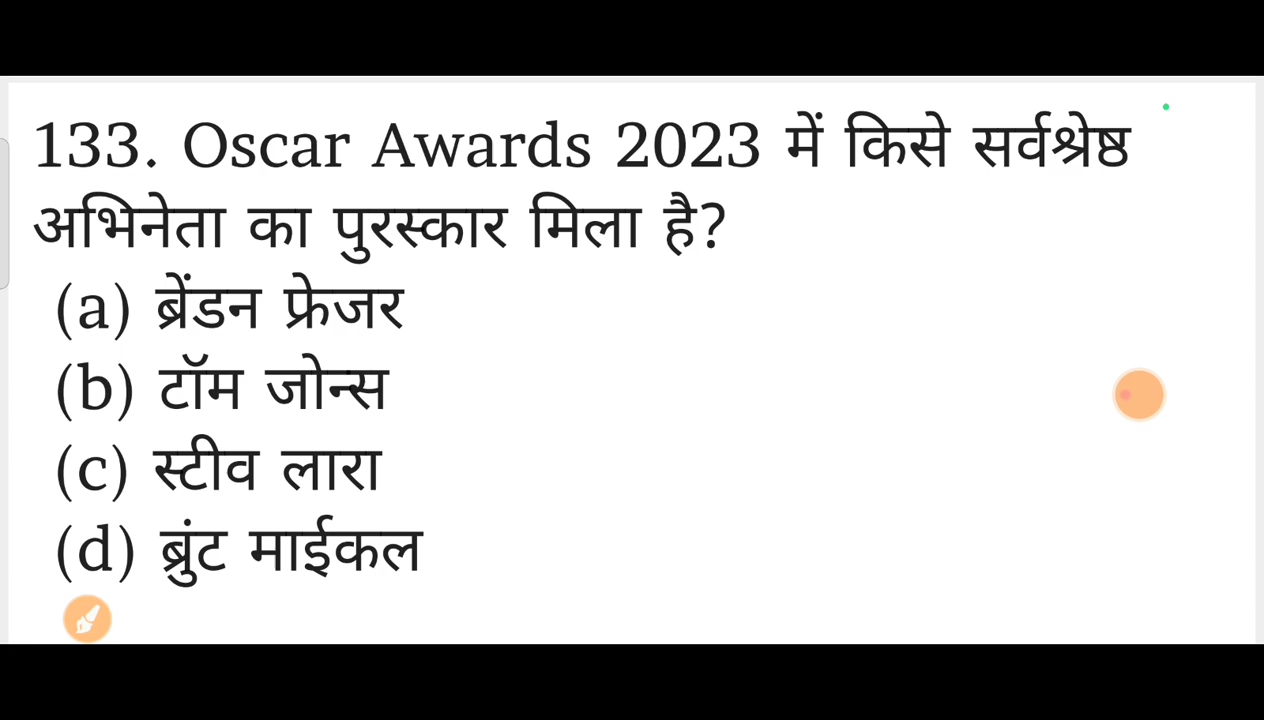 133. Oscar Awards 2023 में किसे सर्वश्रेष्ठ
अभिनेता का पुरस्कार मिला है?
(a) ब्रेंडन फ्रेजर
(b) टॉम जोन्स
(c) स्टीव लारा
(d) ब्रुंट माईकल